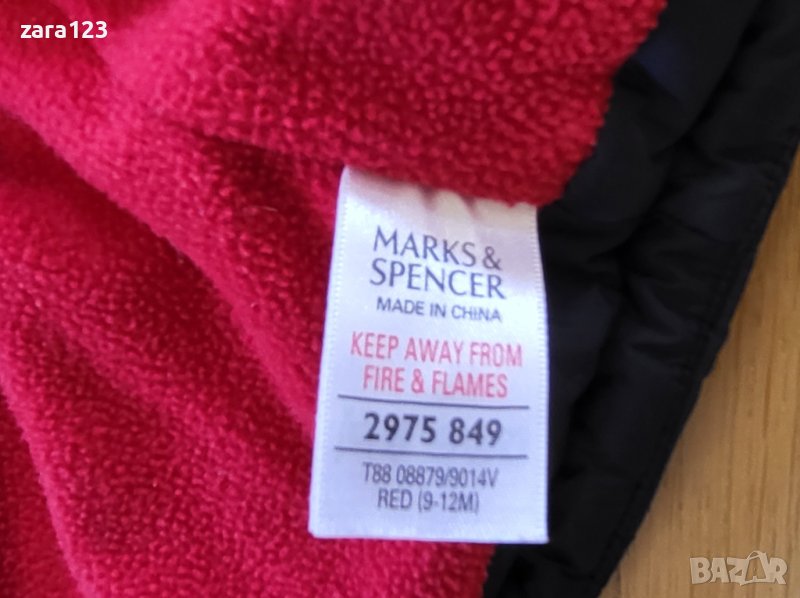 zara123
MARKS &
SPENCER
MADE IN CHINA
KEEP AWAY FROM
FIRE & FLAMES
2975 849
T88 08879/9014V
RED (9-12M)
BAZAR